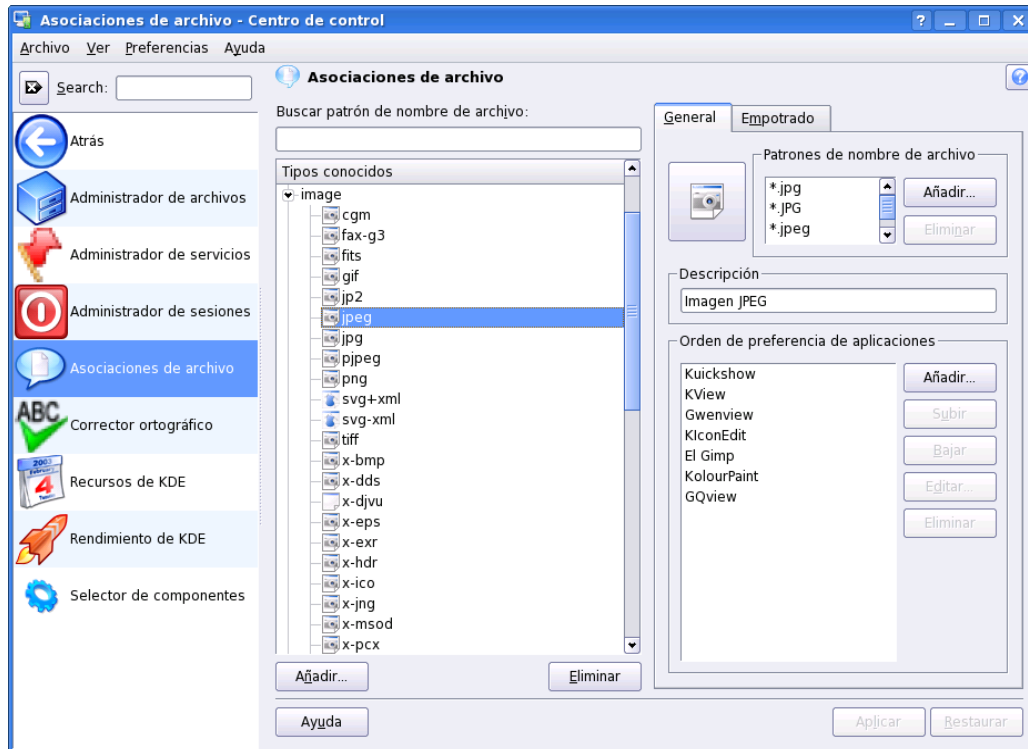 Asociaciones de archivo - Centro de control
Archivo Ver Preferencias Ayuda
Search:
Atrás
Administrador de archivos
Administrador de servicios
Administrador de sesiones
Asociaciones de archivo
ABC
Corrector ortográfico
2003
February
4
Recursos de KDE
Rendimiento de KDE
Selector de componentes
Asociaciones de archivo
Buscar patrón de nombre de archivo:
Tipos conocidos
image
cgm
fax-g3
fits
gif
jp2
jpeg
jpg
pjpeg
png
svg+xml
svg-xml
tiff
x-bmp
x-dds
x-djvu
x-eps
x-exr
x-hdr
x-ico
x-jng
x-msod
x-pcx
Añadir... Eliminar
General Empotrado
Patrones de nombre de archivo
*.jpg
*.JPG
*.jpeg
Añadir...
Eliminar
Descripción
Imagen JPEG
Orden de preferencia de aplicaciones
Kuickshow
KView
Gwenview
KIconEdit
El Gimp
KolourPaint
GQview
Añadir...
Subir
Bajar
Editar...
Eliminar
Ayuda Aplicar Restaurar